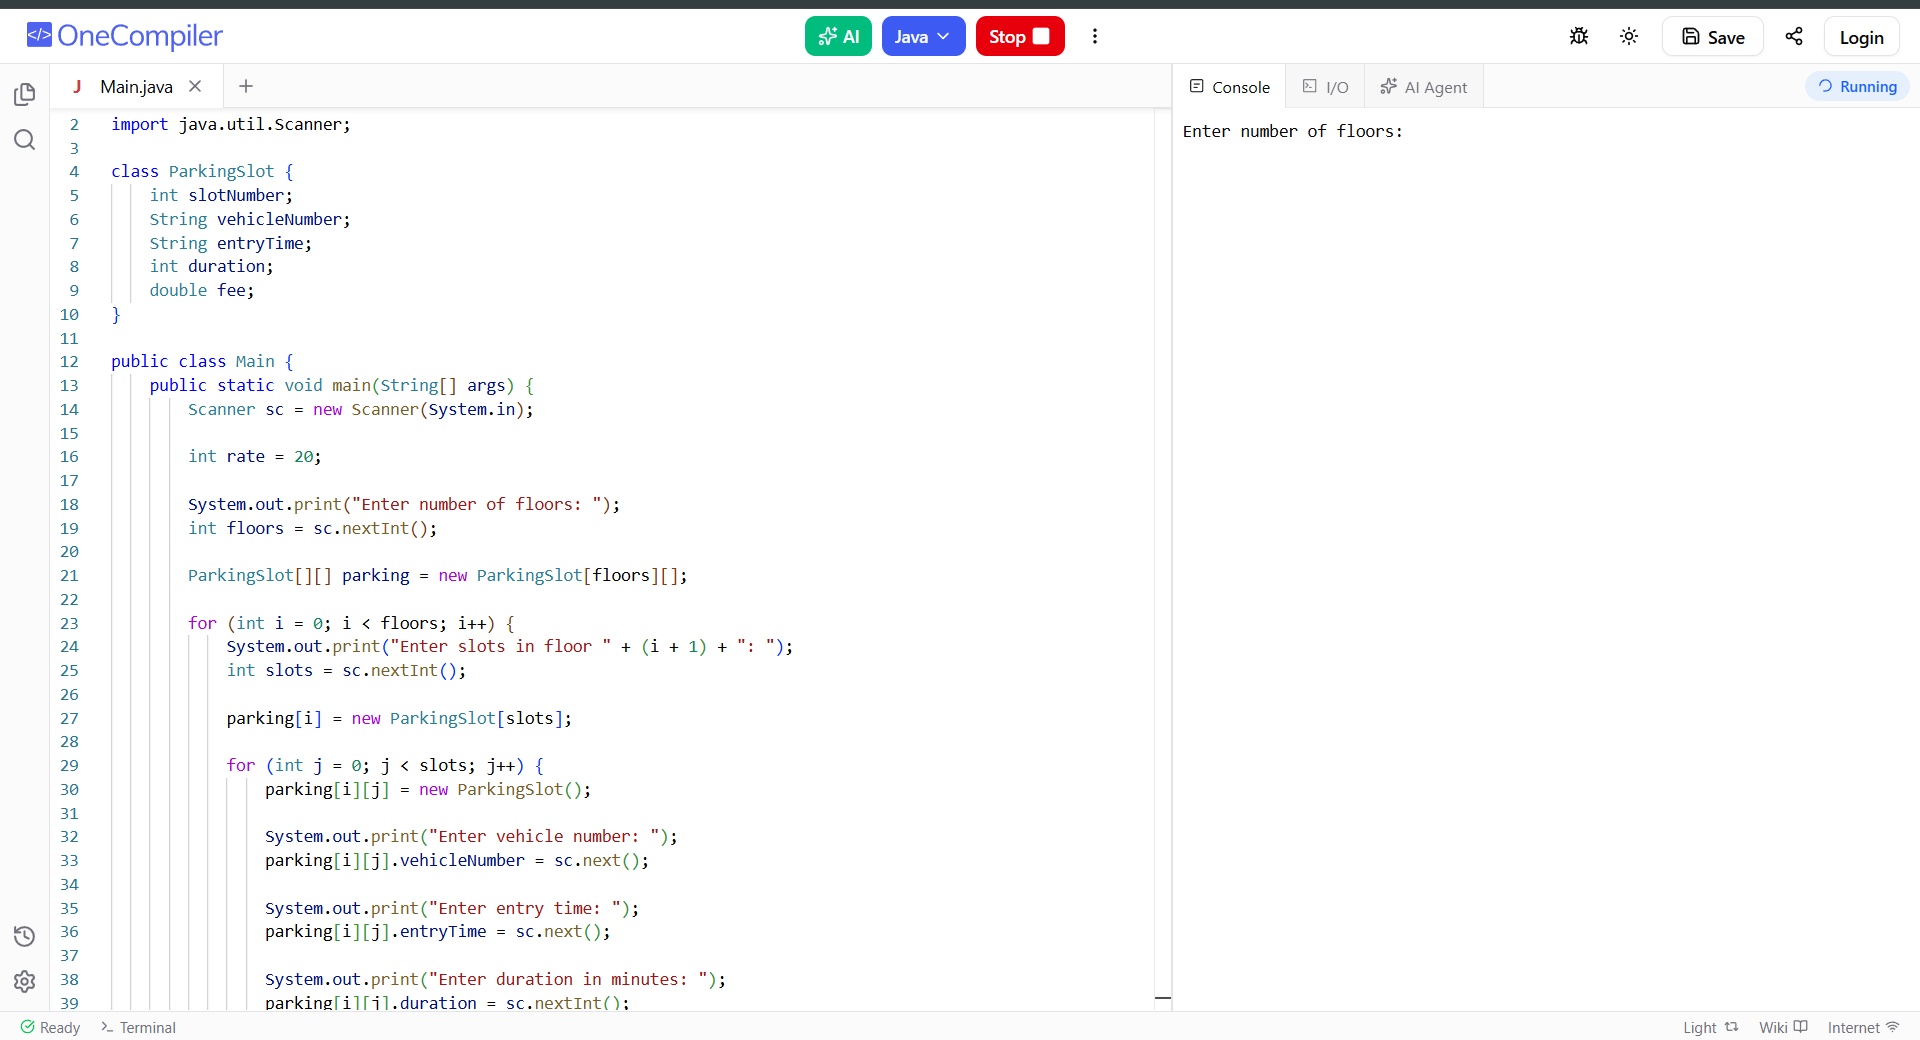 </> OneCompiler
AI
Java
Stop
Save
Login
J Main.java
Console
I/O
AI Agent
Running
2 import java.util.Scanner;
3
4 class ParkingSlot {
5 int slotNumber;
6 String vehicleNumber;
7 String entryTime;
8 int duration;
9 double fee;
10 }
11
12 public class Main {
13 public static void main(String[] args) {
14 Scanner sc = new Scanner(System.in);
15
16 int rate = 20;
17
18 System.out.print("Enter number of floors: ");
19 int floors = sc.nextInt();
20
21 ParkingSlot[][] parking = new ParkingSlot[floors][];
22
23 for (int i = 0; i < floors; i++) {
24 System.out.print("Enter slots in floor " + (i + 1) + ": ");
25 int slots = sc.nextInt();
26
27 parking[i] = new ParkingSlot[slots];
28
29 for (int j = 0; j < slots; j++) {
30 parking[i][j] = new ParkingSlot();
31
32 System.out.print("Enter vehicle number: ");
33 parking[i][j].vehicleNumber = sc.next();
34
35 System.out.print("Enter entry time: ");
36 parking[i][j].entryTime = sc.next();
37
38 System.out.print("Enter duration in minutes: ");
39 parking[i][j].duration = sc.nextInt();
Enter number of floors:
Ready
Terminal
Light
Wiki
Internet